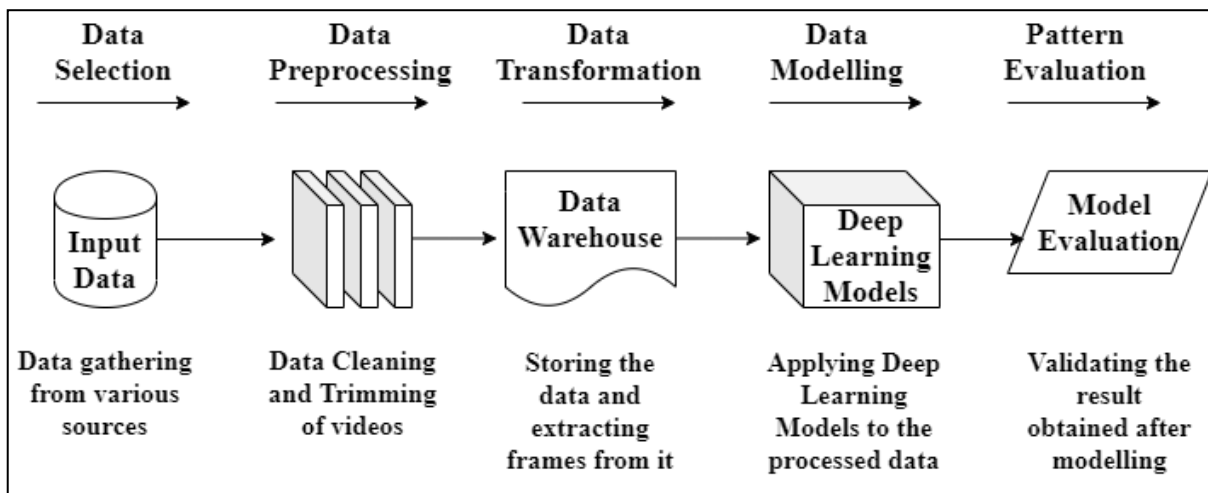 Data
Selection
Data
Preprocessing
Data
Transformation
Data
Modelling
Pattern
Evaluation
Input
Data
Data
Warehouse
Deep
Learning
Models
Model
Evaluation
Data gathering
from various
sources
Data Cleaning
and Trimming
of videos
Storing the
data and
extracting
frames from it
Applying Deep
Learning
Models to the
processed data
Validating the
result
obtained after
modelling